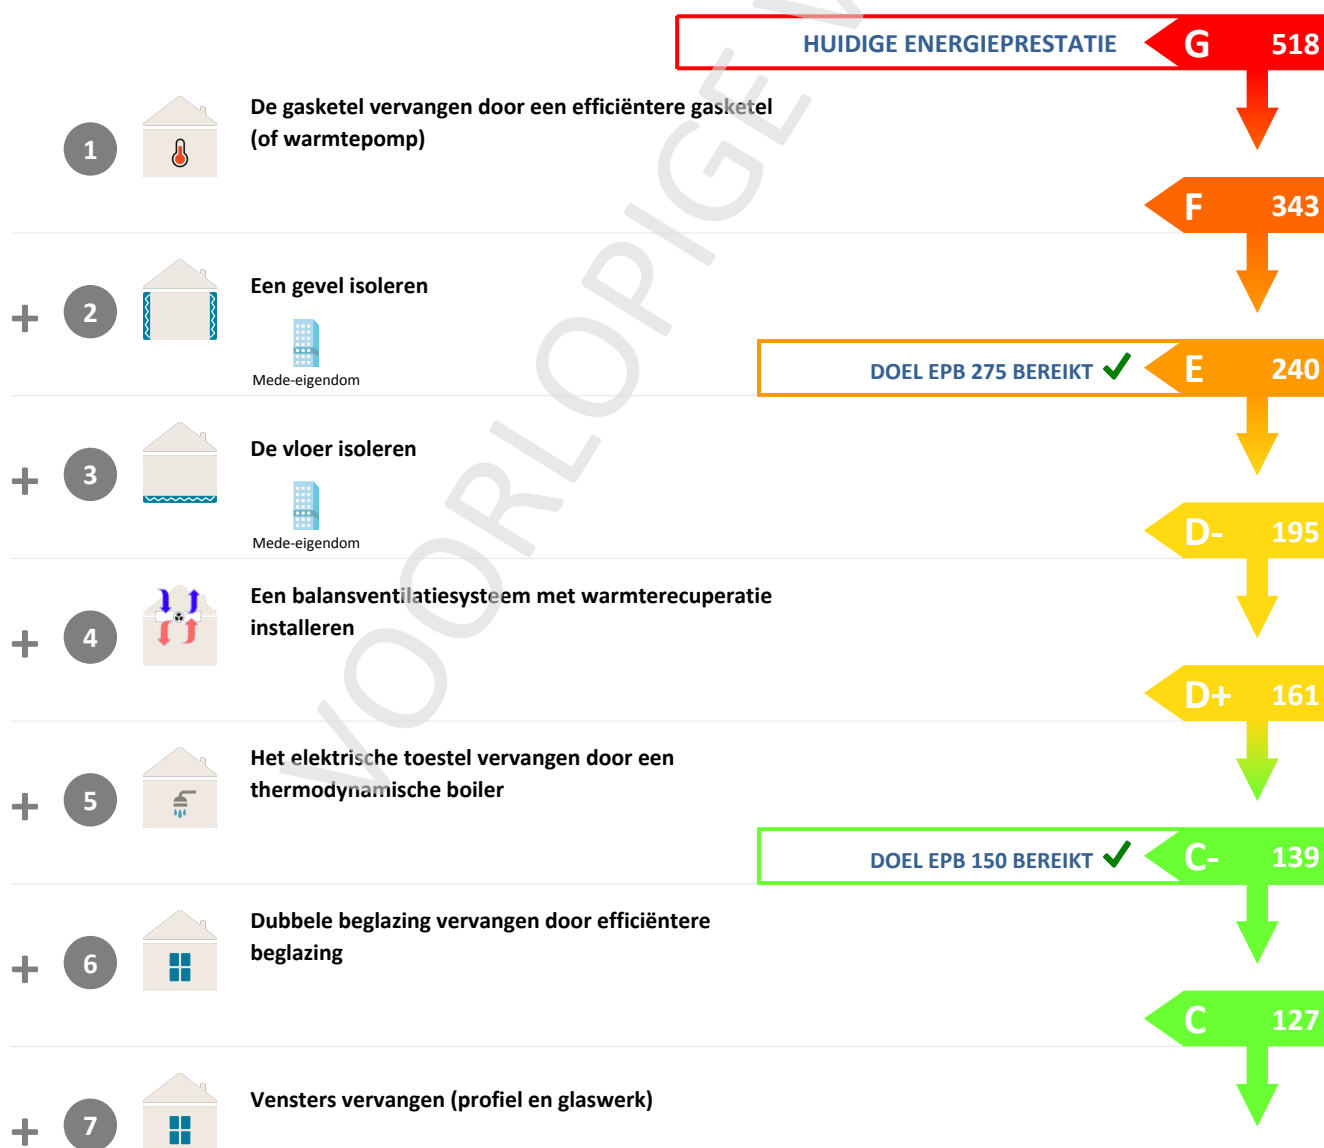 HUIDIGE ENERGIEPRESTATIE G 518
De gasketel vervangen door een efficiëntere gasketel
(of warmtepomp)
1
F 343
Een gevel isoleren
+ 2
Mede-eigendom
DOEL EPB 275 BEREIKT ✓ E 240
De vloer isoleren
+ 3
Mede-eigendom
D- 195
Een balansventilatiesysteem met warmterecuperatie
installeren
+ 4
D+ 161
Het elektrische toestel vervangen door een
thermodynamische boiler
+ 5
DOEL EPB 150 BEREIKT ✓ C- 139
Dubbele beglazing vervangen door efficiëntere
beglazing
+ 6
C 127
Vensters vervangen (profiel en glaswerk)
+ 7
VOORLOPIGE